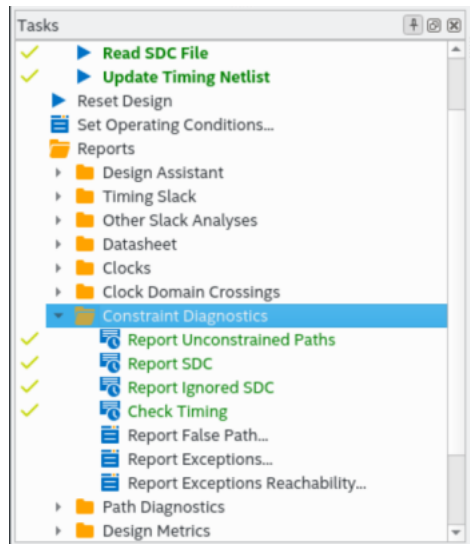 Tasks
Read SDC File
Update Timing Netlist
Reset Design
Set Operating Conditions...
Reports
Design Assistant
Timing Slack
Other Slack Analyses
Datasheet
Clocks
Clock Domain Crossings
Constraint Diagnostics
Report Unconstrained Paths
Report SDC
Report Ignored SDC
Check Timing
Report False Path...
Report Exceptions...
Report Exceptions Reachability...
Path Diagnostics
Design Metrics